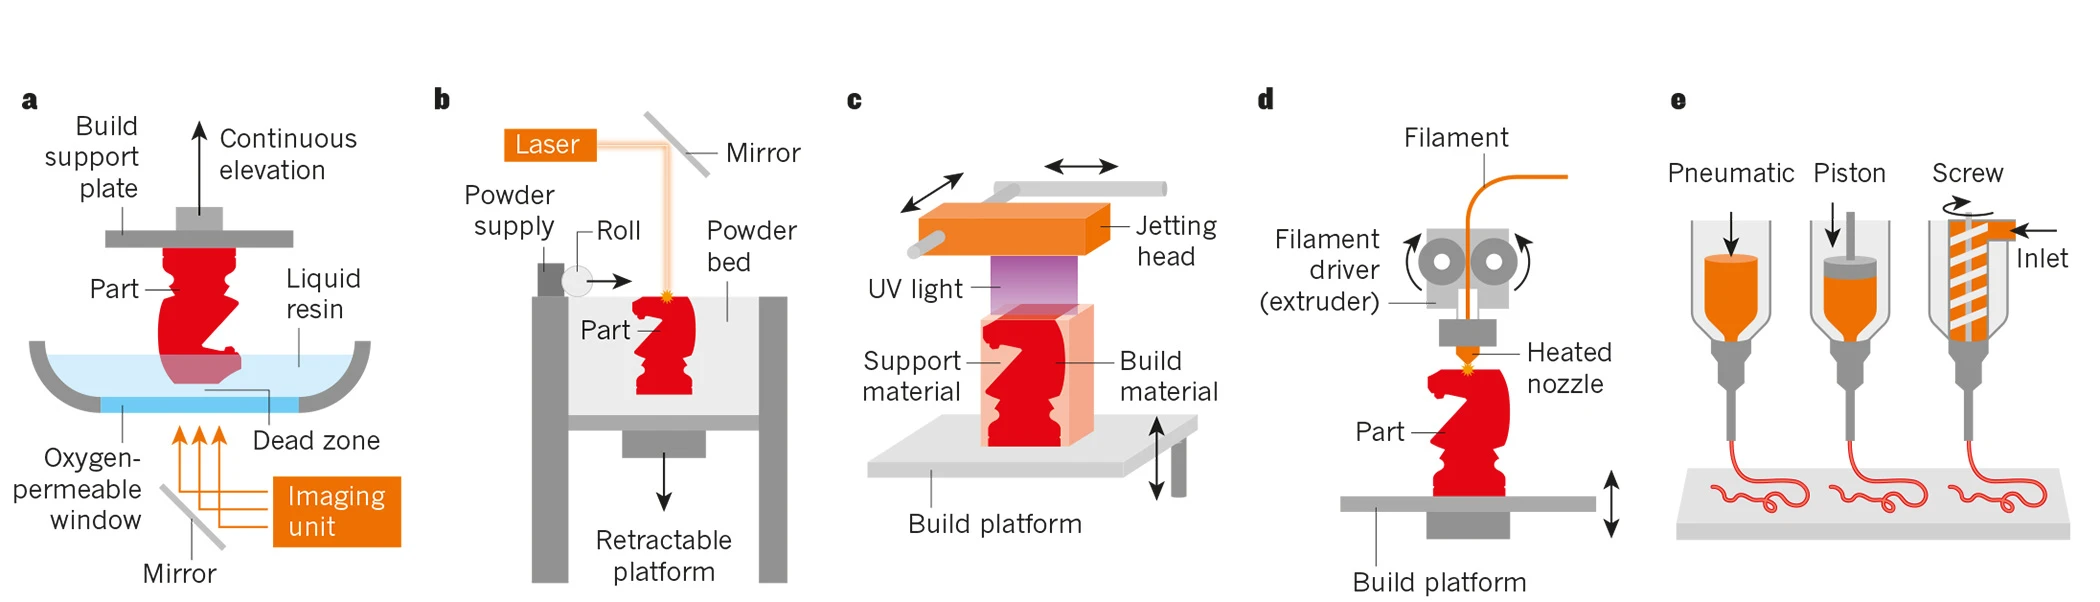 a
Build
support
plate
Continuous
elevation
Part
Liquid
resin
Dead zone
Oxygen-
permeable
window
Imaging
unit
Mirror
b
Laser
Mirror
Powder
supply
Roll
Powder
bed
Part
Retractable
platform
c
Jetting
head
UV light
Support
material
Build
material
Build platform
d
Filament
Filament
driver
(extruder)
Heated
nozzle
Part
Build platform
e
Pneumatic
Piston
Screw
Inlet